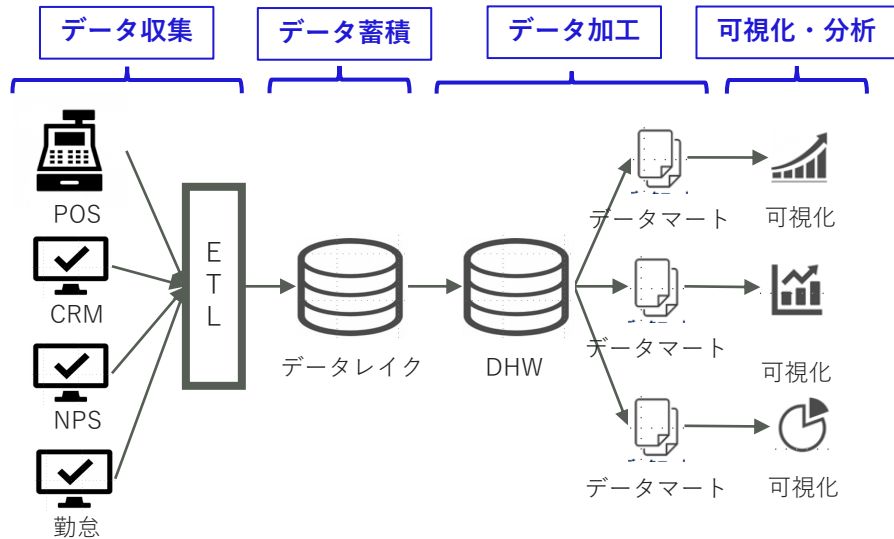 データ収集
データ蓄積
データ加工
可視化・分析
POS
CRM
NPS
勤怠
ETL
データレイク
DHW
データマート
可視化
データマート
可視化
データマート
可視化